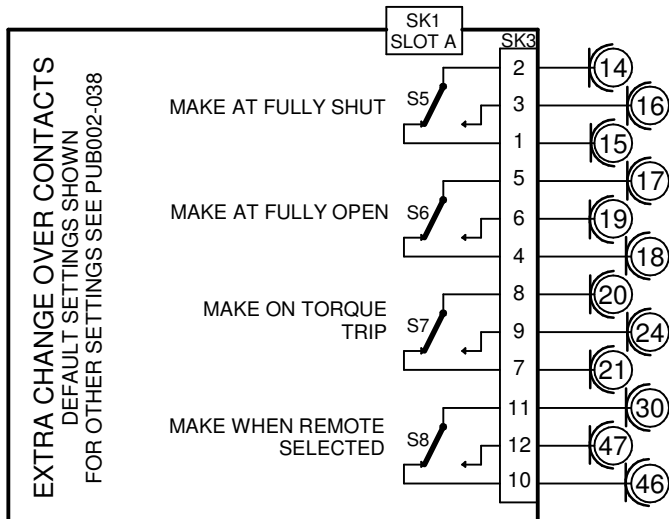 SK1
SLOT A
SK3
EXTRA CHANGE OVER CONTACTS
DEFAULT SETTINGS SHOWN
FOR OTHER SETTINGS SEE PUB002-038
MAKE AT FULLY SHUT
S5
2
14
3
16
1
15
MAKE AT FULLY OPEN
S6
5
17
6
19
4
18
MAKE ON TORQUE
TRIP
S7
8
20
9
24
7
21
MAKE WHEN REMOTE
SELECTED
S8
11
30
12
47
10
46